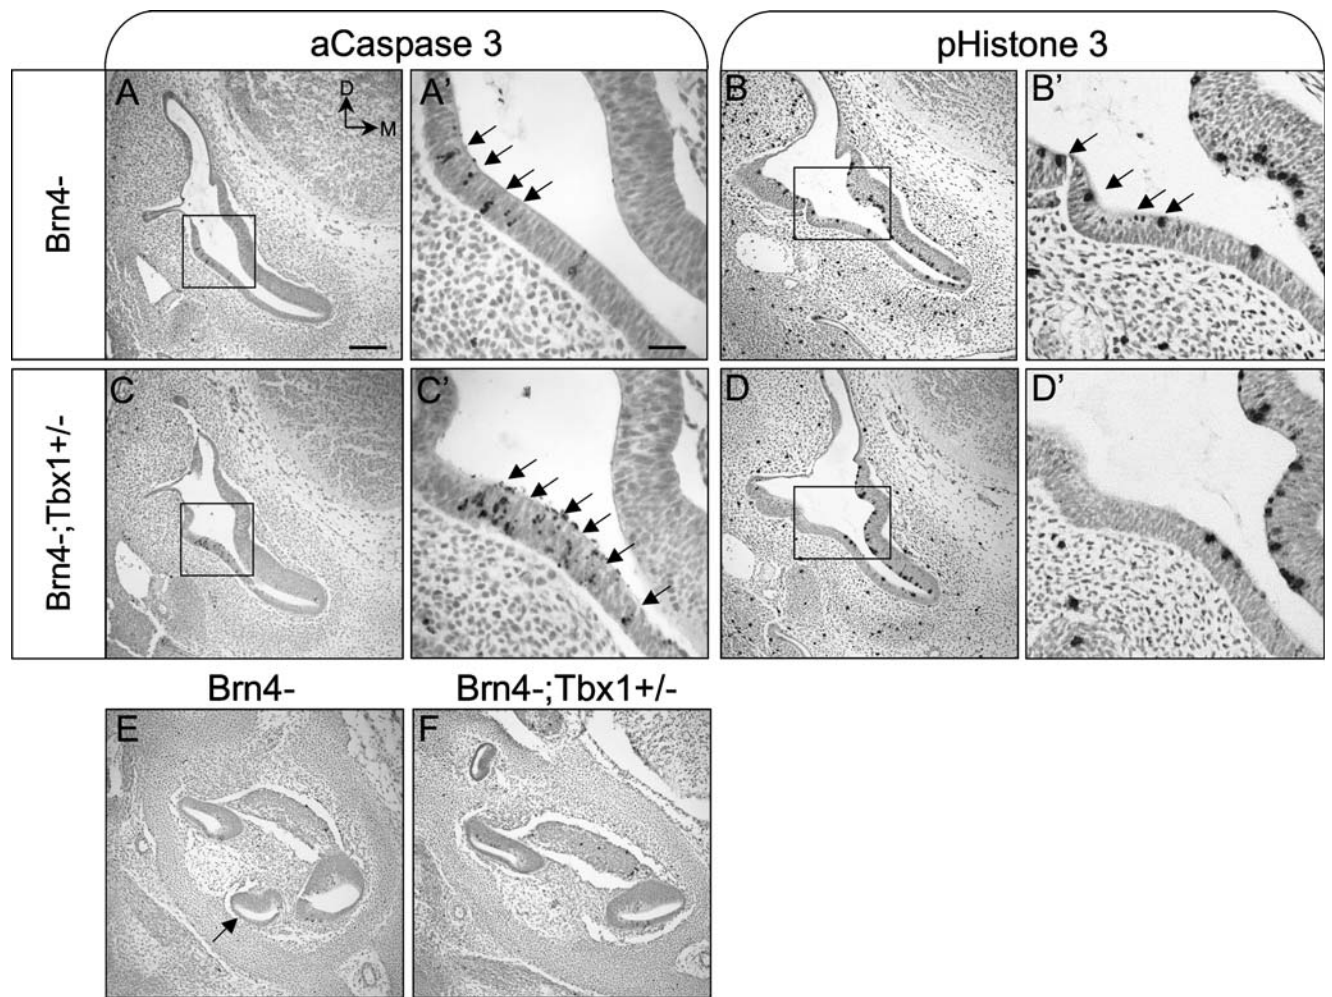 aCaspase 3
pHistone 3
Brn4-
A
D
M
A'
B
B'
Brn4-;Tbx1+/-
C
C'
D
D'
Brn4-
Brn4-;Tbx1+/-
E
F